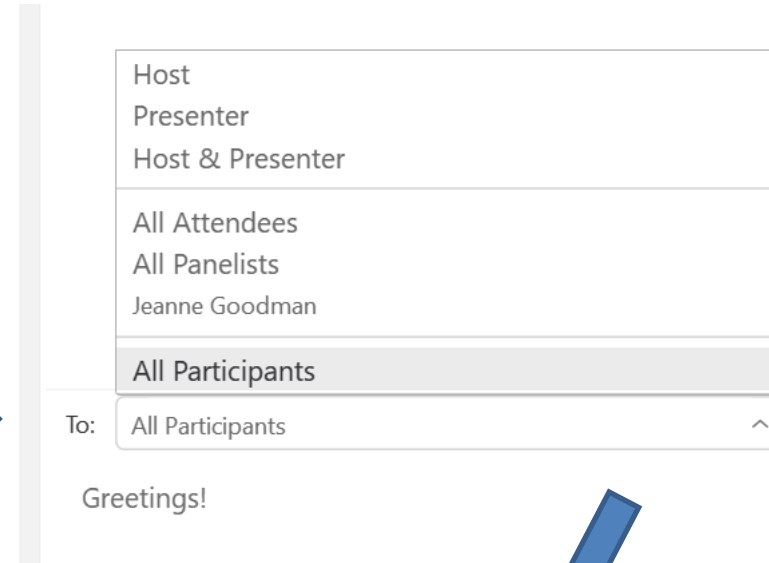 Host
Presenter
Host & Presenter
All Attendees
All Panelists
Jeanne Goodman
All Participants
To: All Participants
Greetings!